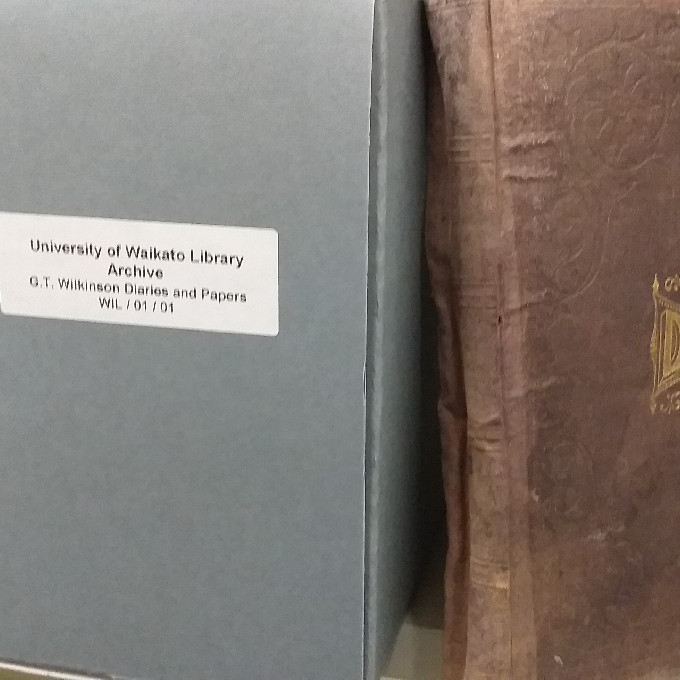 University of Waikato Library
Archive
G.T. Wilkinson Diaries and Papers
WIL / 01 / 01
D